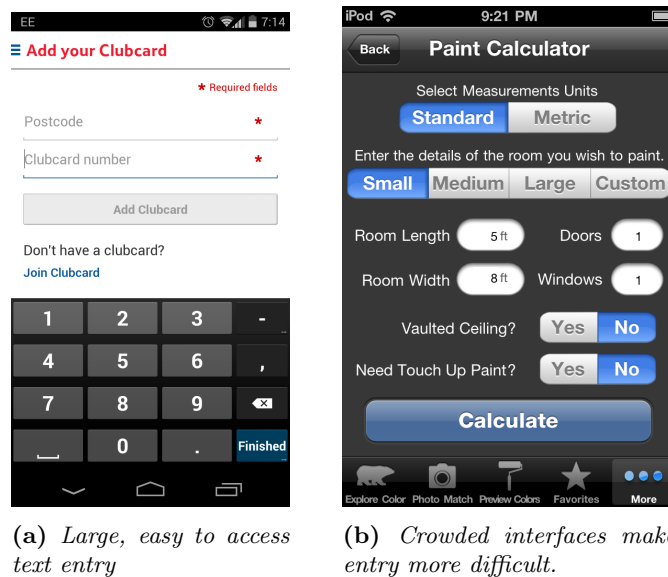 EE 7:14
Add your Clubcard
* Required fields
Postcode *
Clubcard number *
Add Clubcard
Don't have a clubcard?
Join Clubcard
1 2 3 -
4 5 6 ,
7 8 9
0 . Finished
(a) Large, easy to access
text entry
iPod 9:21 PM
Back Paint Calculator
Select Measurements Units
Standard Metric
Enter the details of the room you wish to paint.
Small Medium Large Custom
Room Length 5 ft Doors 1
Room Width 8 ft Windows 1
Vaulted Ceiling? Yes No
Need Touch Up Paint? Yes No
Calculate
Explore Color Photo Match Preview Colors Favorites More
(b) Crowded interfaces make
entry more difficult.